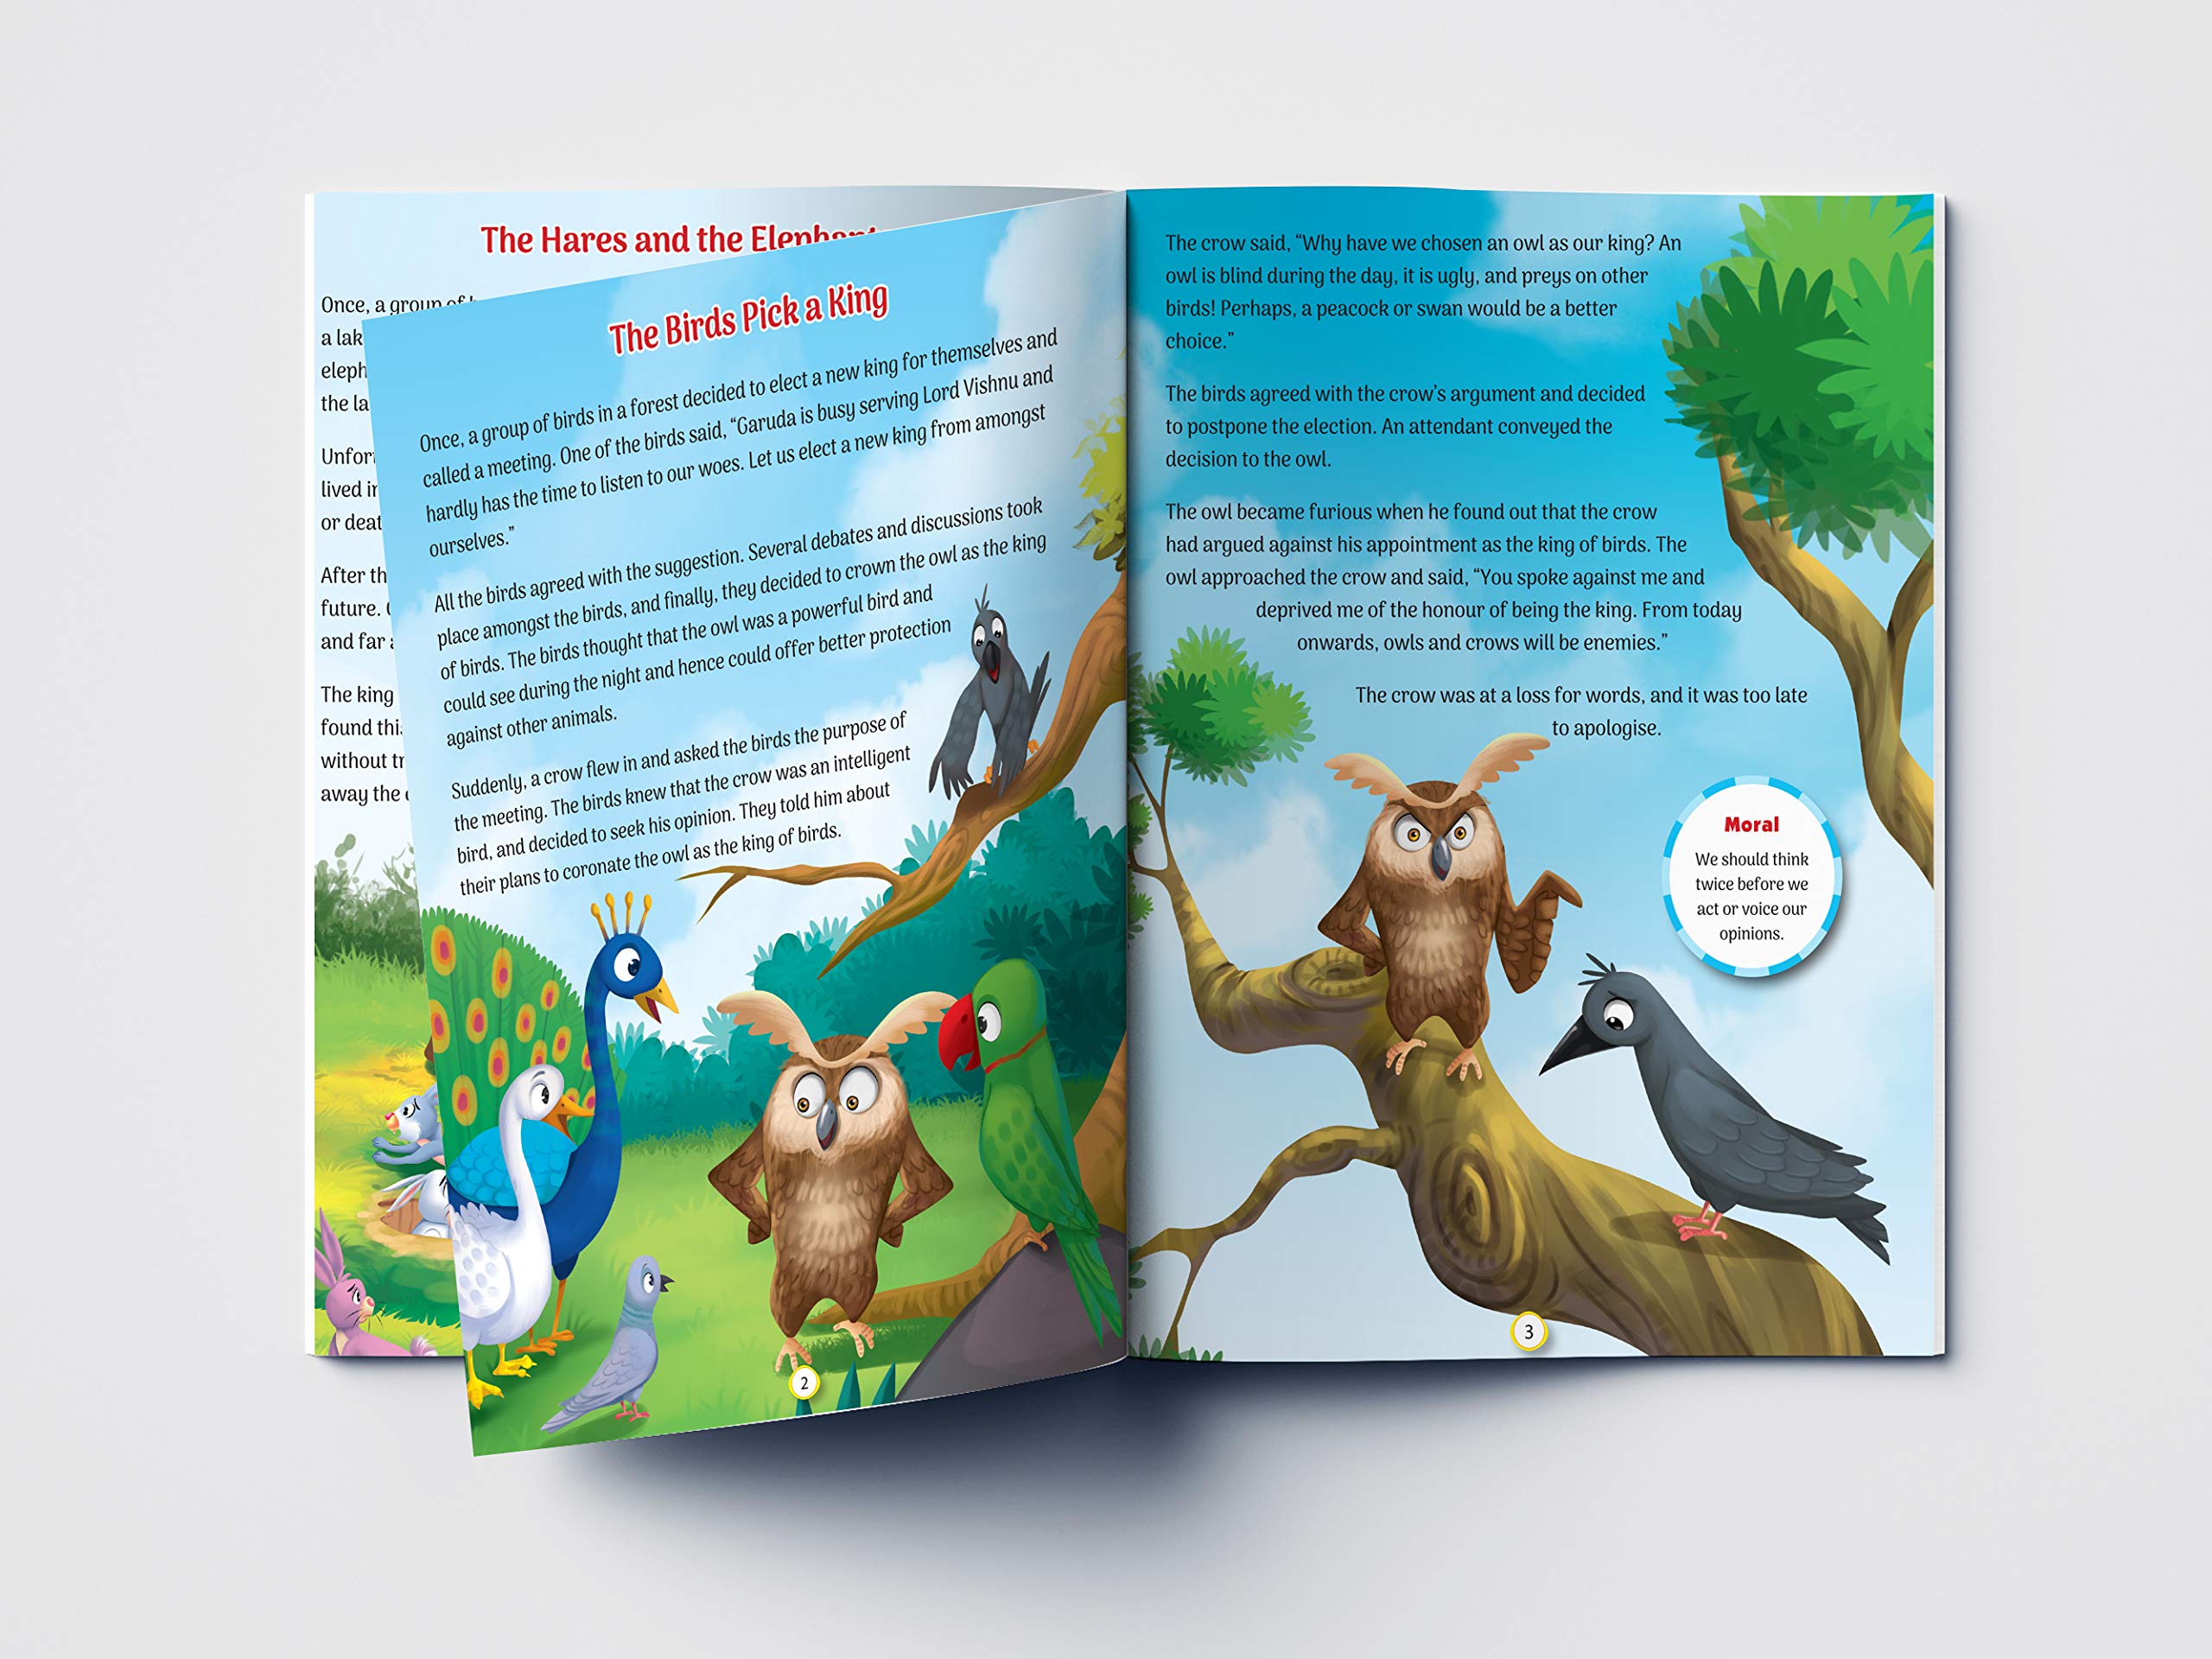 The Hares and the Elephant
Once, a group of
a lak
eleph
the la
Unfor
lived in
or deat
After th
future.
and far
The king
found this
without tr
away the
The Birds Pick a King
Once, a group of birds in a forest decided to elect a new king for themselves and
called a meeting. One of the birds said, “Garuda is busy serving Lord Vishnu and
hardly has the time to listen to our woes. Let us elect a new king from amongst
ourselves.”
All the birds agreed with the suggestion. Several debates and discussions took
place amongst the birds, and finally, they decided to crown the owl as the king
of birds. The birds thought that the owl was a powerful bird and
could see during the night and hence could offer better protection
against other animals.
Suddenly, a crow flew in and asked the birds the purpose of
the meeting. The birds knew that the crow was an intelligent
bird, and decided to seek his opinion. They told him about
their plans to coronate the owl as the king of birds.
2
The crow said, “Why have we chosen an owl as our king? An
owl is blind during the day, it is ugly, and preys on other
birds! Perhaps, a peacock or swan would be a better
choice.”
The birds agreed with the crow’s argument and decided
to postpone the election. An attendant conveyed the
decision to the owl.
The owl became furious when he found out that the crow
had argued against his appointment as the king of birds. The
owl approached the crow and said, “You spoke against me and
deprived me of the honour of being the king. From today
onwards, owls and crows will be enemies.”
The crow was at a loss for words, and it was too late
to apologise.
Moral
We should think
twice before we
act or voice our
opinions.
3